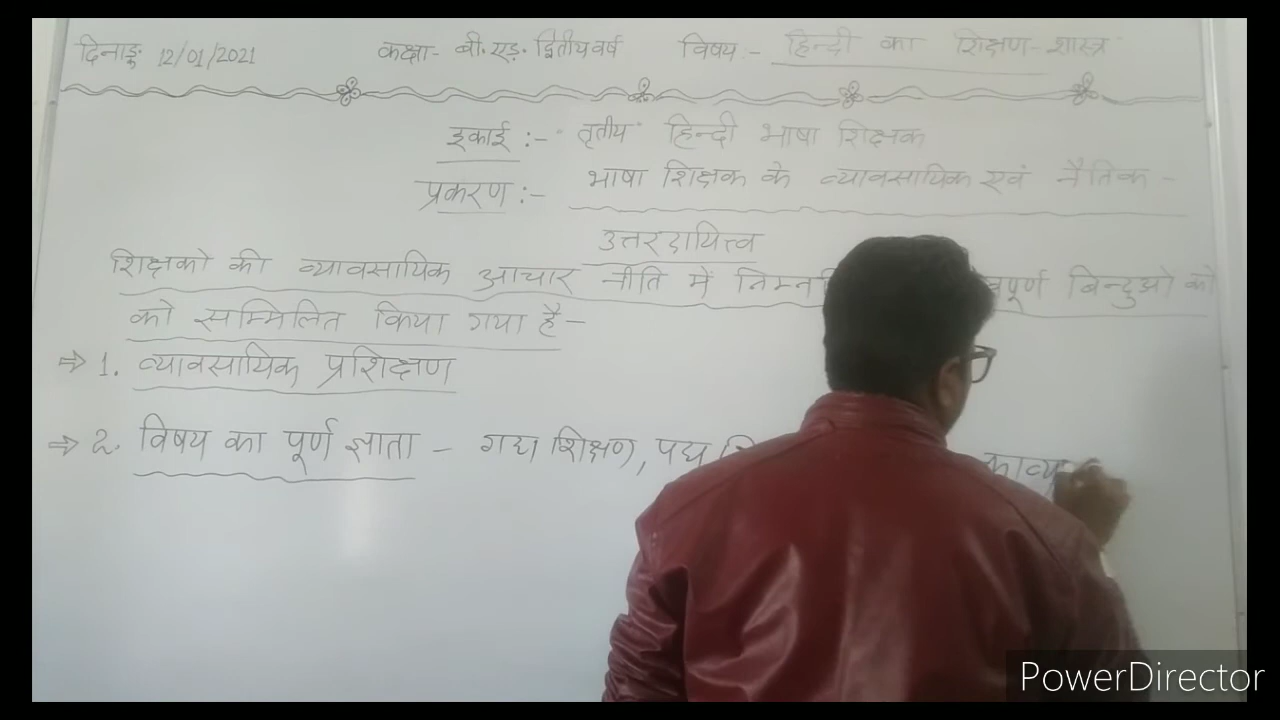 दिनाङ्क 12/01/2021 कक्षा- बी.एड. द्वितीय वर्ष विषय:- हिन्दी का शिक्षण-शास्त्र
इकाई :- तृतीय हिन्दी भाषा शिक्षक
प्रकरण :- भाषा शिक्षक के व्यावसायिक एवं नैतिक-
उत्तरदायित्व
शिक्षको की व्यावसायिक आचार नीति में बिन्दुओ को
को सम्मिलित किया गया है-
⇒ 1. व्यावसायिक प्रशिक्षण
⇒ 2. विषय का पूर्ण ज्ञाता - गद्य शिक्षण, पद्य
PowerDirector